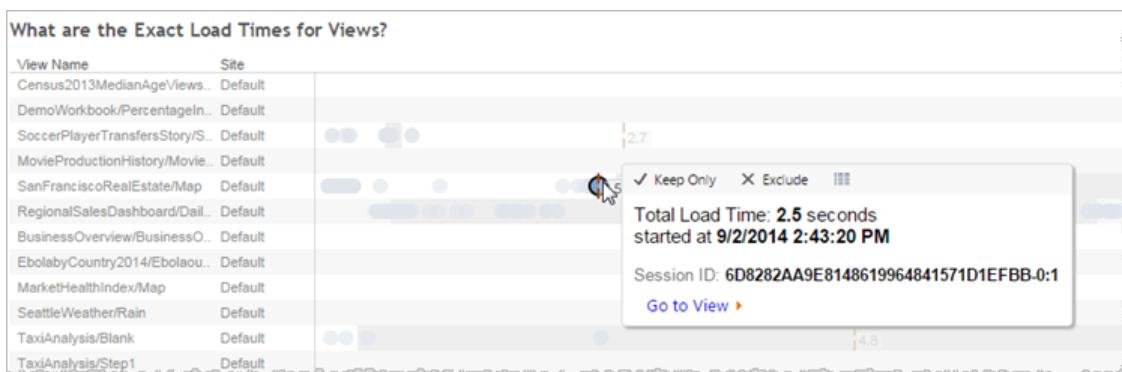 What are the Exact Load Times for Views?
View Name Site
Census2013MedianAgeViews.. Default
DemoWorkbook/PercentageIn.. Default
SoccerPlayerTransfersStory/S.. Default
2.7
MovieProductionHistory/Movie.. Default
SanFranciscoRealEstate/Map Default
5
Keep Only Exclude
RegionalSalesDashboard/Dail.. Default
Total Load Time: 2.5 seconds
started at 9/2/2014 2:43:20 PM
BusinessOverview/BusinessO.. Default
EbolabyCountry2014/Ebolaou.. Default
Session ID: 6D8282AA9E8148619964841571D1EFBB-0:1
MarketHealthIndex/Map Default
Go to View
SeattleWeather/Rain Default
TaxiAnalysis/Blank Default
4.8
TaxiAnalysis/Step1 Default